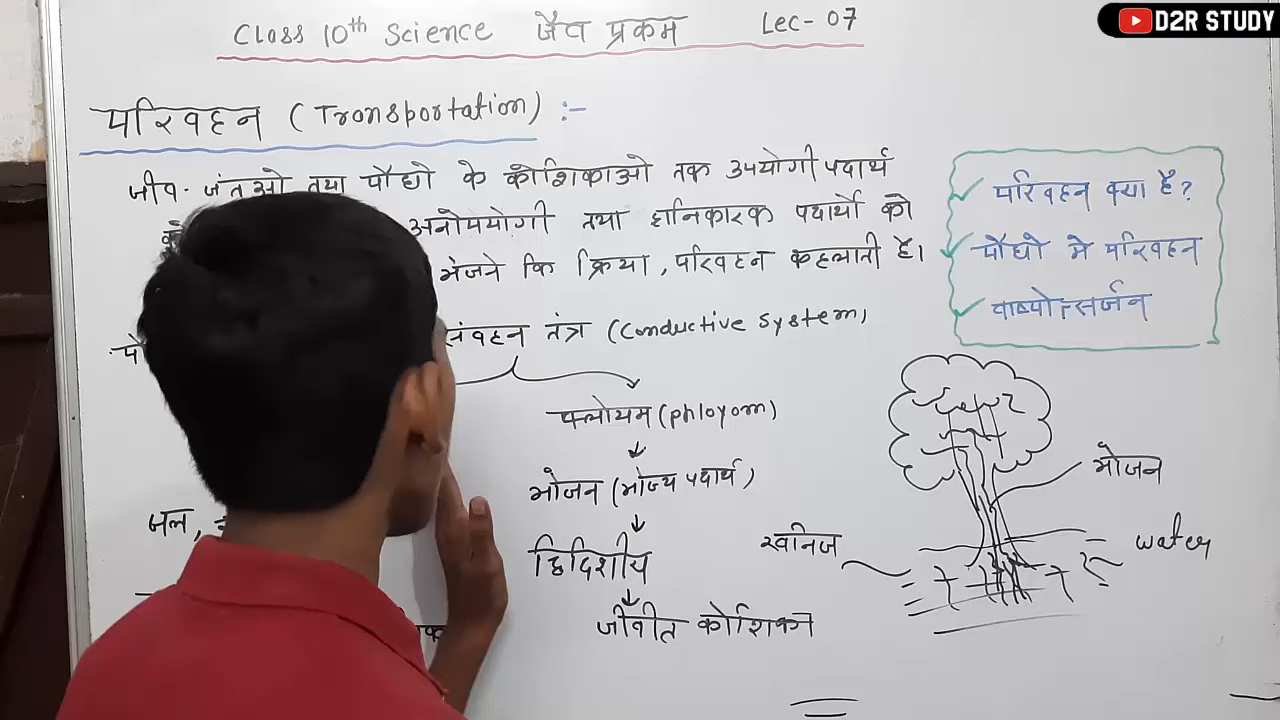 Class 10th Science जैव प्रक्रम Lec- 07
D2R STUDY
परिवहन (Transportation) :-
जीव- जंतुओ तथा पौधो के कोशिकाओ तक उपयोगी पदार्थ
अनोपयोगी तथा हानिकारक पदार्थो को
भेजने कि क्रिया, परिवहन कहलाती है।
संवहन तंत्र (Conductive System)
फ्लोयम (phloyom)
भोजन (भोज्य पदार्थ)
द्विदिशीय
जीवीत कोशिका
जल,
परिवहन क्या है?
पौधो मे परिवहन
वाष्पोत्सर्जन
भोजन
खनिज
water